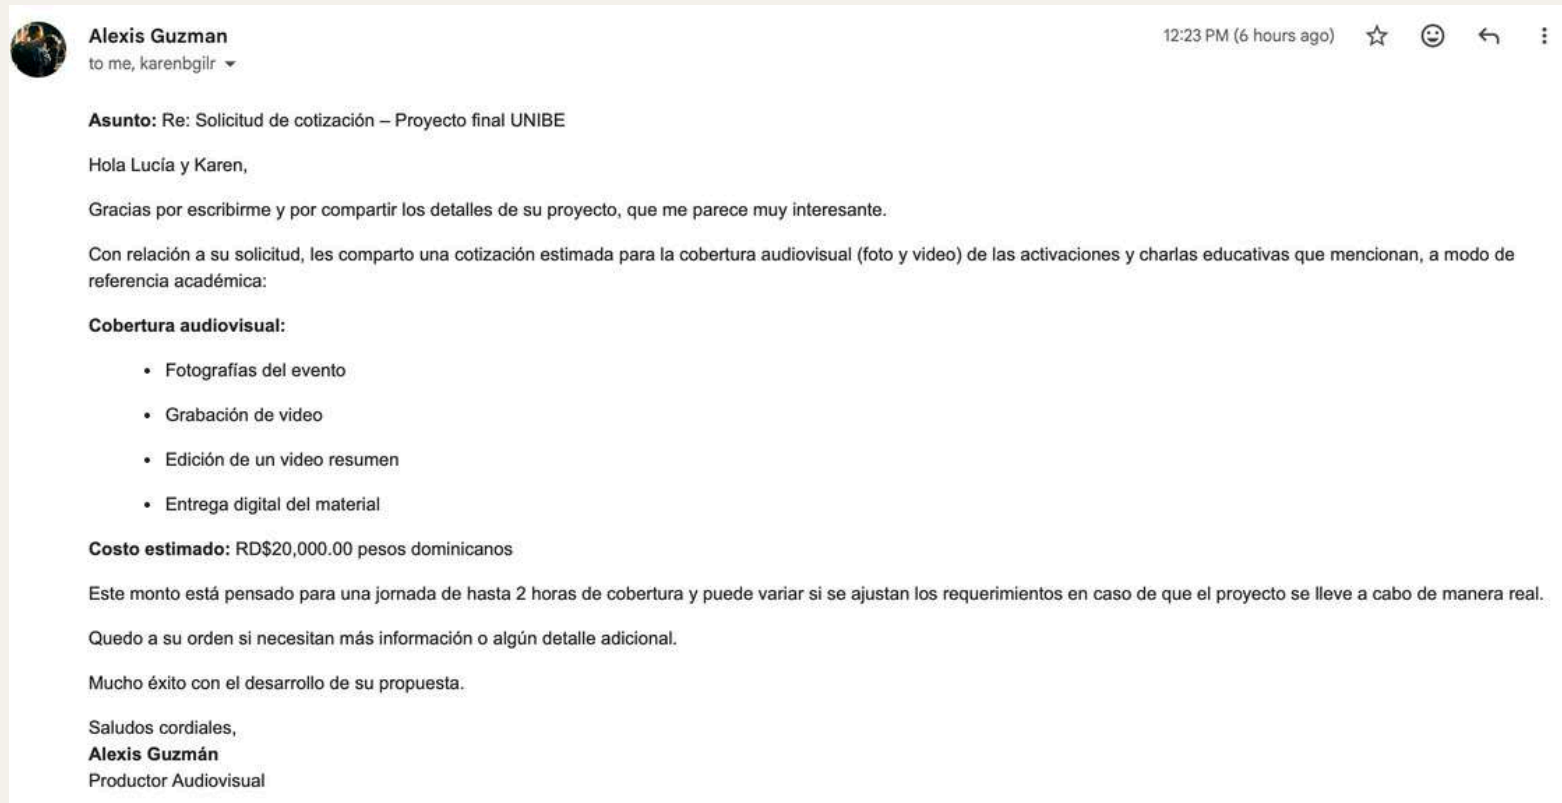 Alexis Guzman
12:23 PM (6 hours ago)
to me, karenbgilr
Asunto: Re: Solicitud de cotización – Proyecto final UNIBE
Hola Lucía y Karen,
Gracias por escribirme y por compartir los detalles de su proyecto, que me parece muy interesante.
Con relación a su solicitud, les comparto una cotización estimada para la cobertura audiovisual (foto y video) de las activaciones y charlas educativas que mencionan, a modo de
referencia académica:
Cobertura audiovisual:
• Fotografías del evento
• Grabación de video
• Edición de un video resumen
• Entrega digital del material
Costo estimado: RD$20,000.00 pesos dominicanos
Este monto está pensado para una jornada de hasta 2 horas de cobertura y puede variar si se ajustan los requerimientos en caso de que el proyecto se lleve a cabo de manera real.
Quedo a su orden si necesitan más información o algún detalle adicional.
Mucho éxito con el desarrollo de su propuesta.
Saludos cordiales,
Alexis Guzmán
Productor Audiovisual